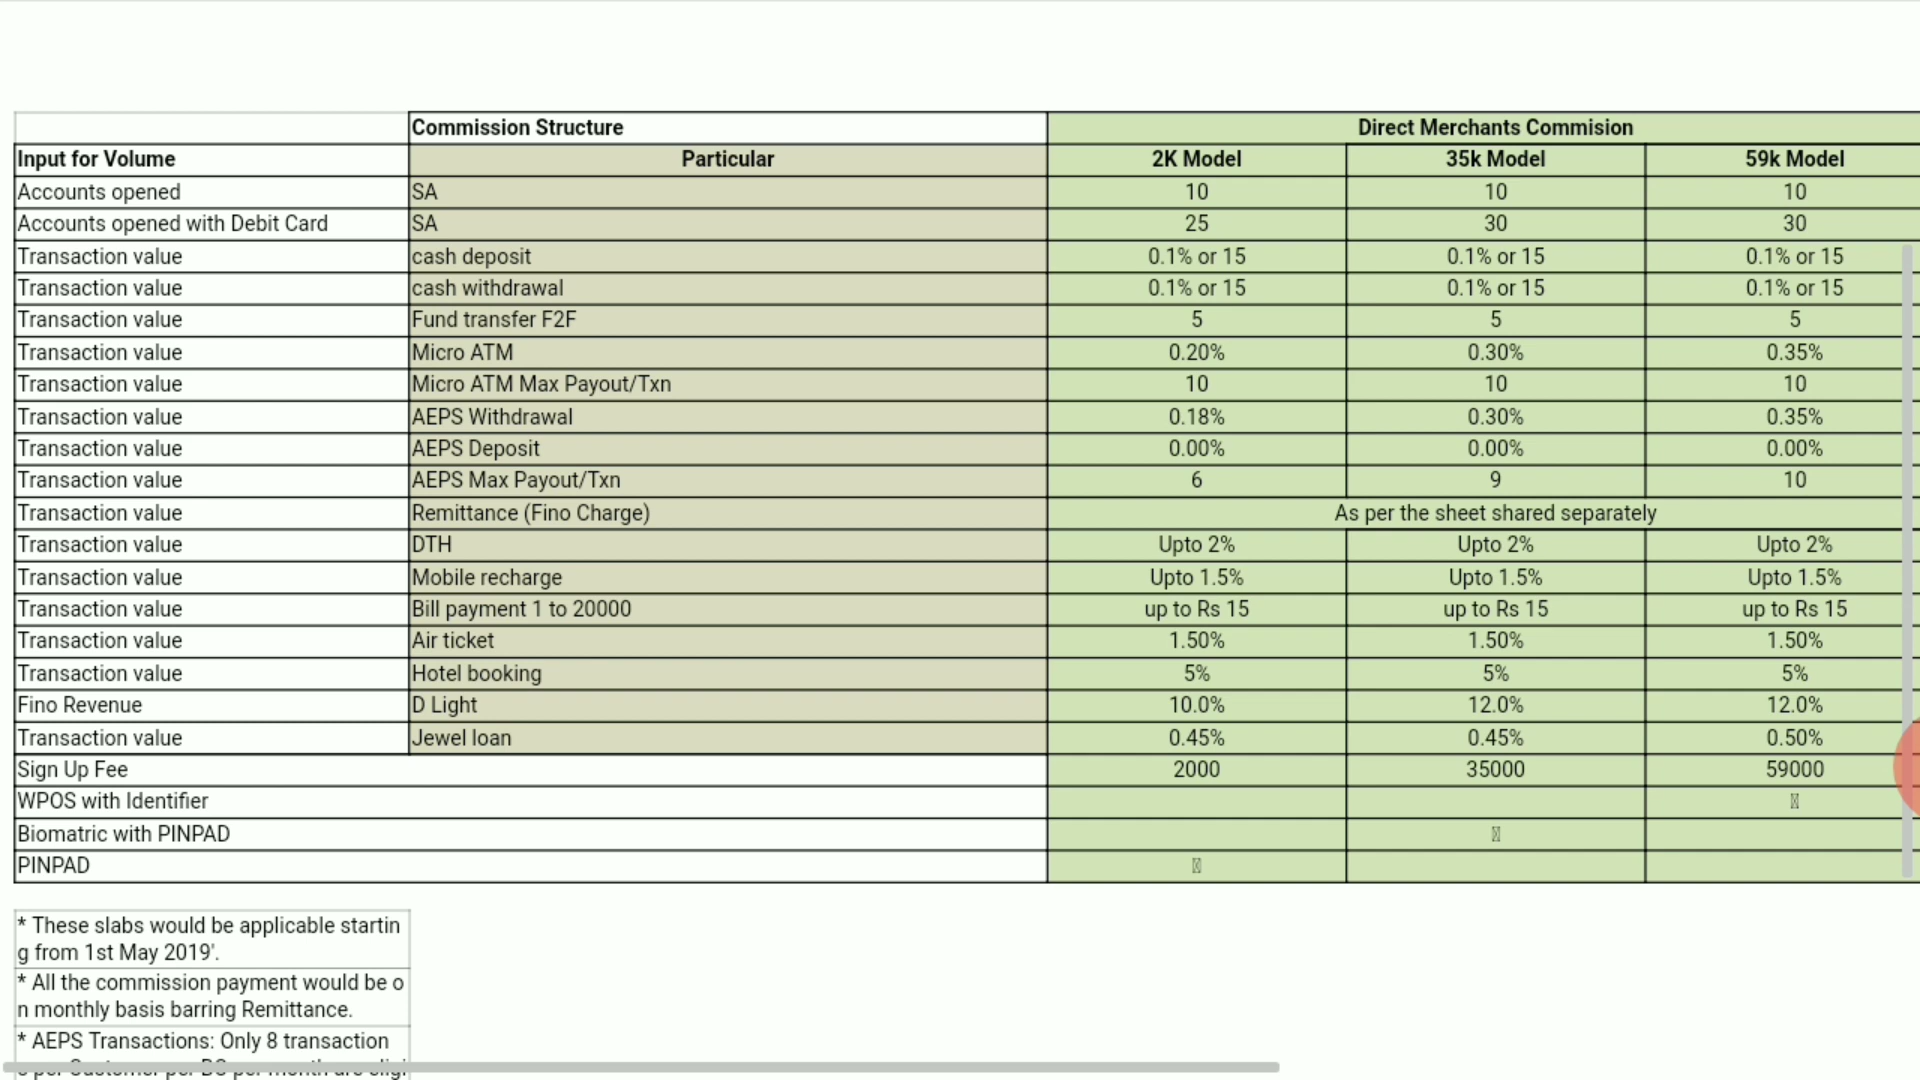 Commission Structure Direct Merchants Commision
Input for Volume Particular 2K Model 35k Model 59k Model
Accounts opened SA 10 10 10
Accounts opened with Debit Card SA 25 30 30
Transaction value cash deposit 0.1% or 15 0.1% or 15 0.1% or 15
Transaction value cash withdrawal 0.1% or 15 0.1% or 15 0.1% or 15
Transaction value Fund transfer F2F 5 5 5
Transaction value Micro ATM 0.20% 0.30% 0.35%
Transaction value Micro ATM Max Payout/Txn 10 10 10
Transaction value AEPS Withdrawal 0.18% 0.30% 0.35%
Transaction value AEPS Deposit 0.00% 0.00% 0.00%
Transaction value AEPS Max Payout/Txn 6 9 10
Transaction value Remittance (Fino Charge) As per the sheet shared separately
Transaction value DTH Upto 2% Upto 2% Upto 2%
Transaction value Mobile recharge Upto 1.5% Upto 1.5% Upto 1.5%
Transaction value Bill payment 1 to 20000 up to Rs 15 up to Rs 15 up to Rs 15
Transaction value Air ticket 1.50% 1.50% 1.50%
Transaction value Hotel booking 5% 5% 5%
Fino Revenue D Light 10.0% 12.0% 12.0%
Transaction value Jewel loan 0.45% 0.45% 0.50%
Sign Up Fee 2000 35000 59000
WPOS with Identifier
Biomatric with PINPAD
PINPAD
* These slabs would be applicable startin
g from 1st May 2019'.
* All the commission payment would be o
n monthly basis barring Remittance.
* AEPS Transactions: Only 8 transaction
s per Customer per BC per month are eligi